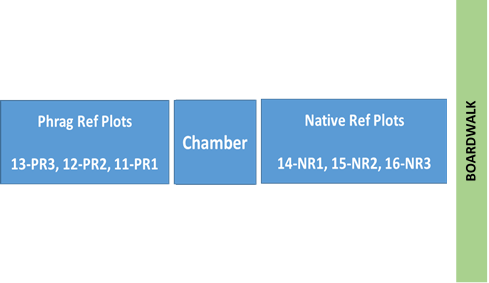 Phrag Ref Plots
13-PR3, 12-PR2, 11-PR1
Chamber
Native Ref Plots
14-NR1, 15-NR2, 16-NR3
BOARDWALK